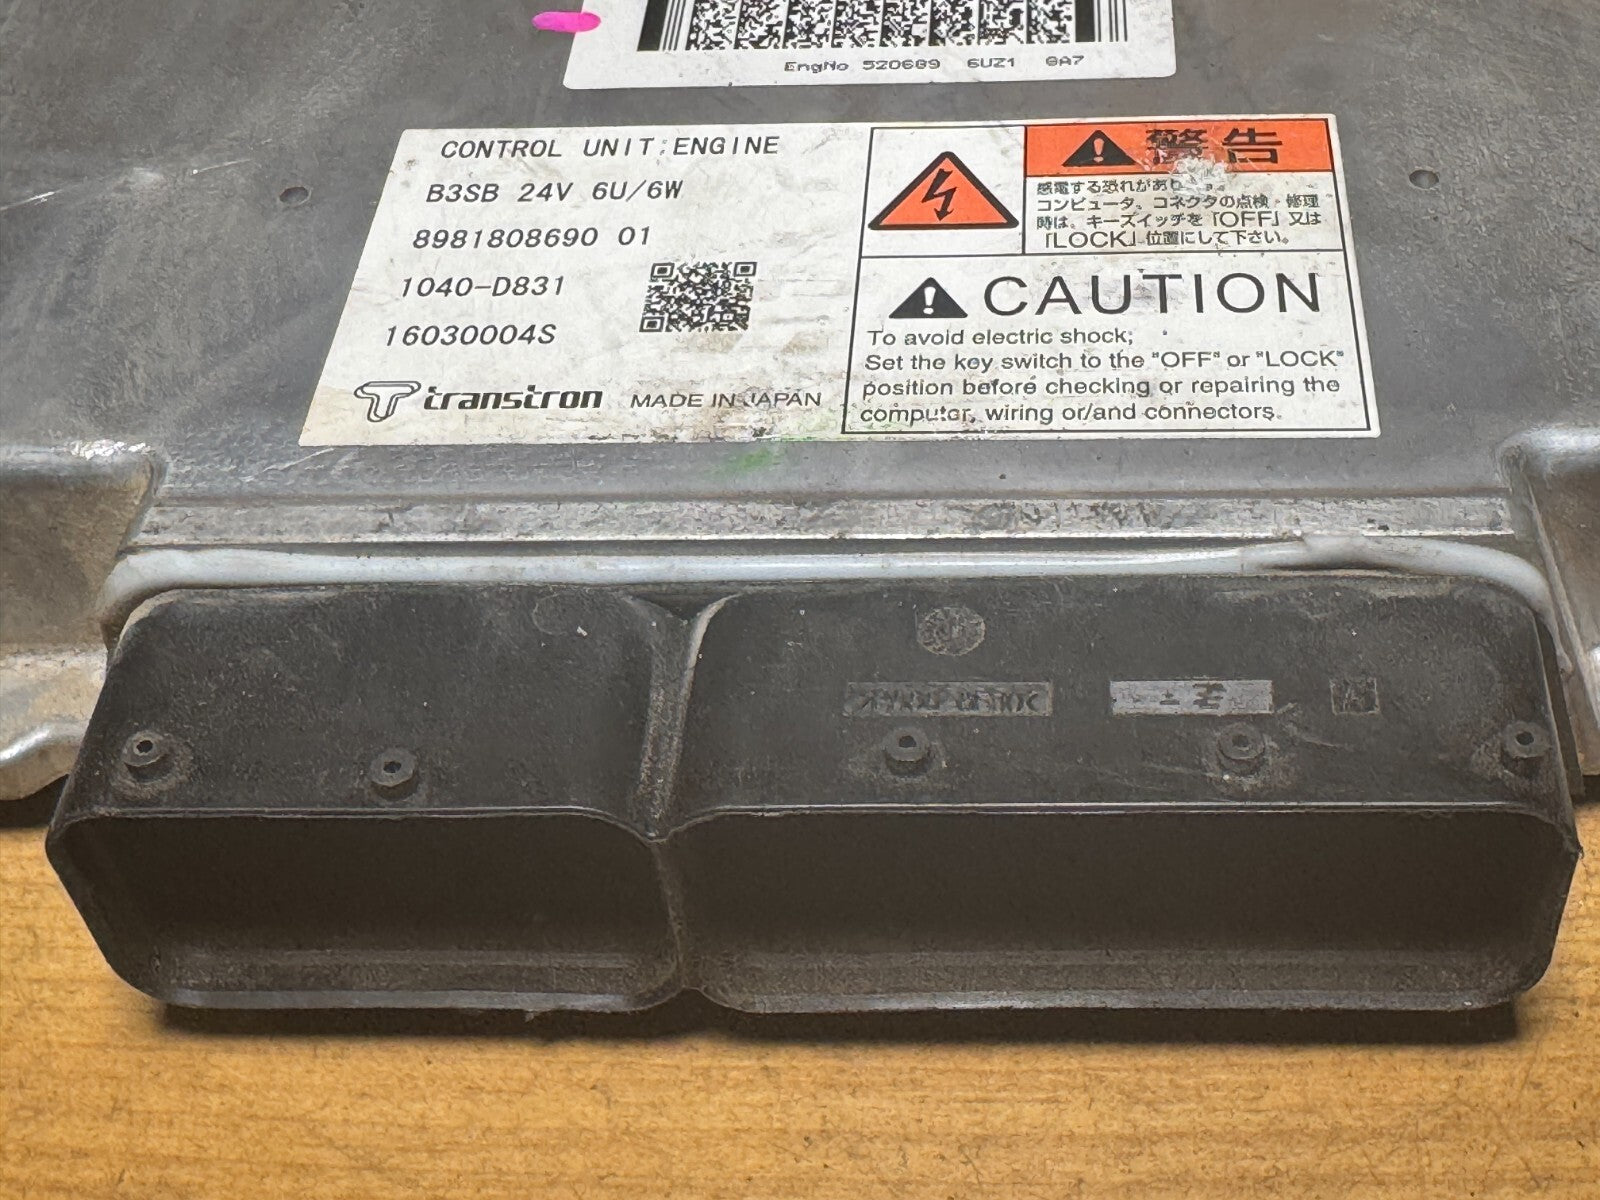 EngNo 520609 6UZ1 0A7
CONTROL UNIT;ENGINE
B3SB 24V 6U/6W
8981808690 01
1040-D831
16030004S
transtron MADE IN JAPAN
警告
感電する恐れがあり
コンピュータ、コネクタの点検・修理
時は、キースイッチを「OFF」又は
「LOCK」位置にして下さい。
CAUTION
To avoid electric shock;
Set the key switch to the "OFF" or "LOCK"
position before checking or repairing the
computer, wiring or/and connectors.